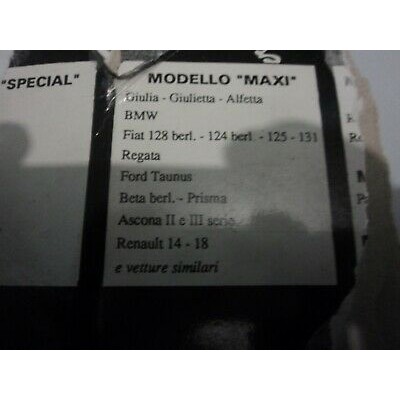 "SPECIAL"
MODELLO "MAXI"
Giulia - Giulietta - Alfetta
BMW
Fiat 128 berl. - 124 berl. - 125 - 131
Regata
Ford Taunus
Beta berl. - Prisma
Ascona II e III serie
Renault 14 - 18
e vetture similari